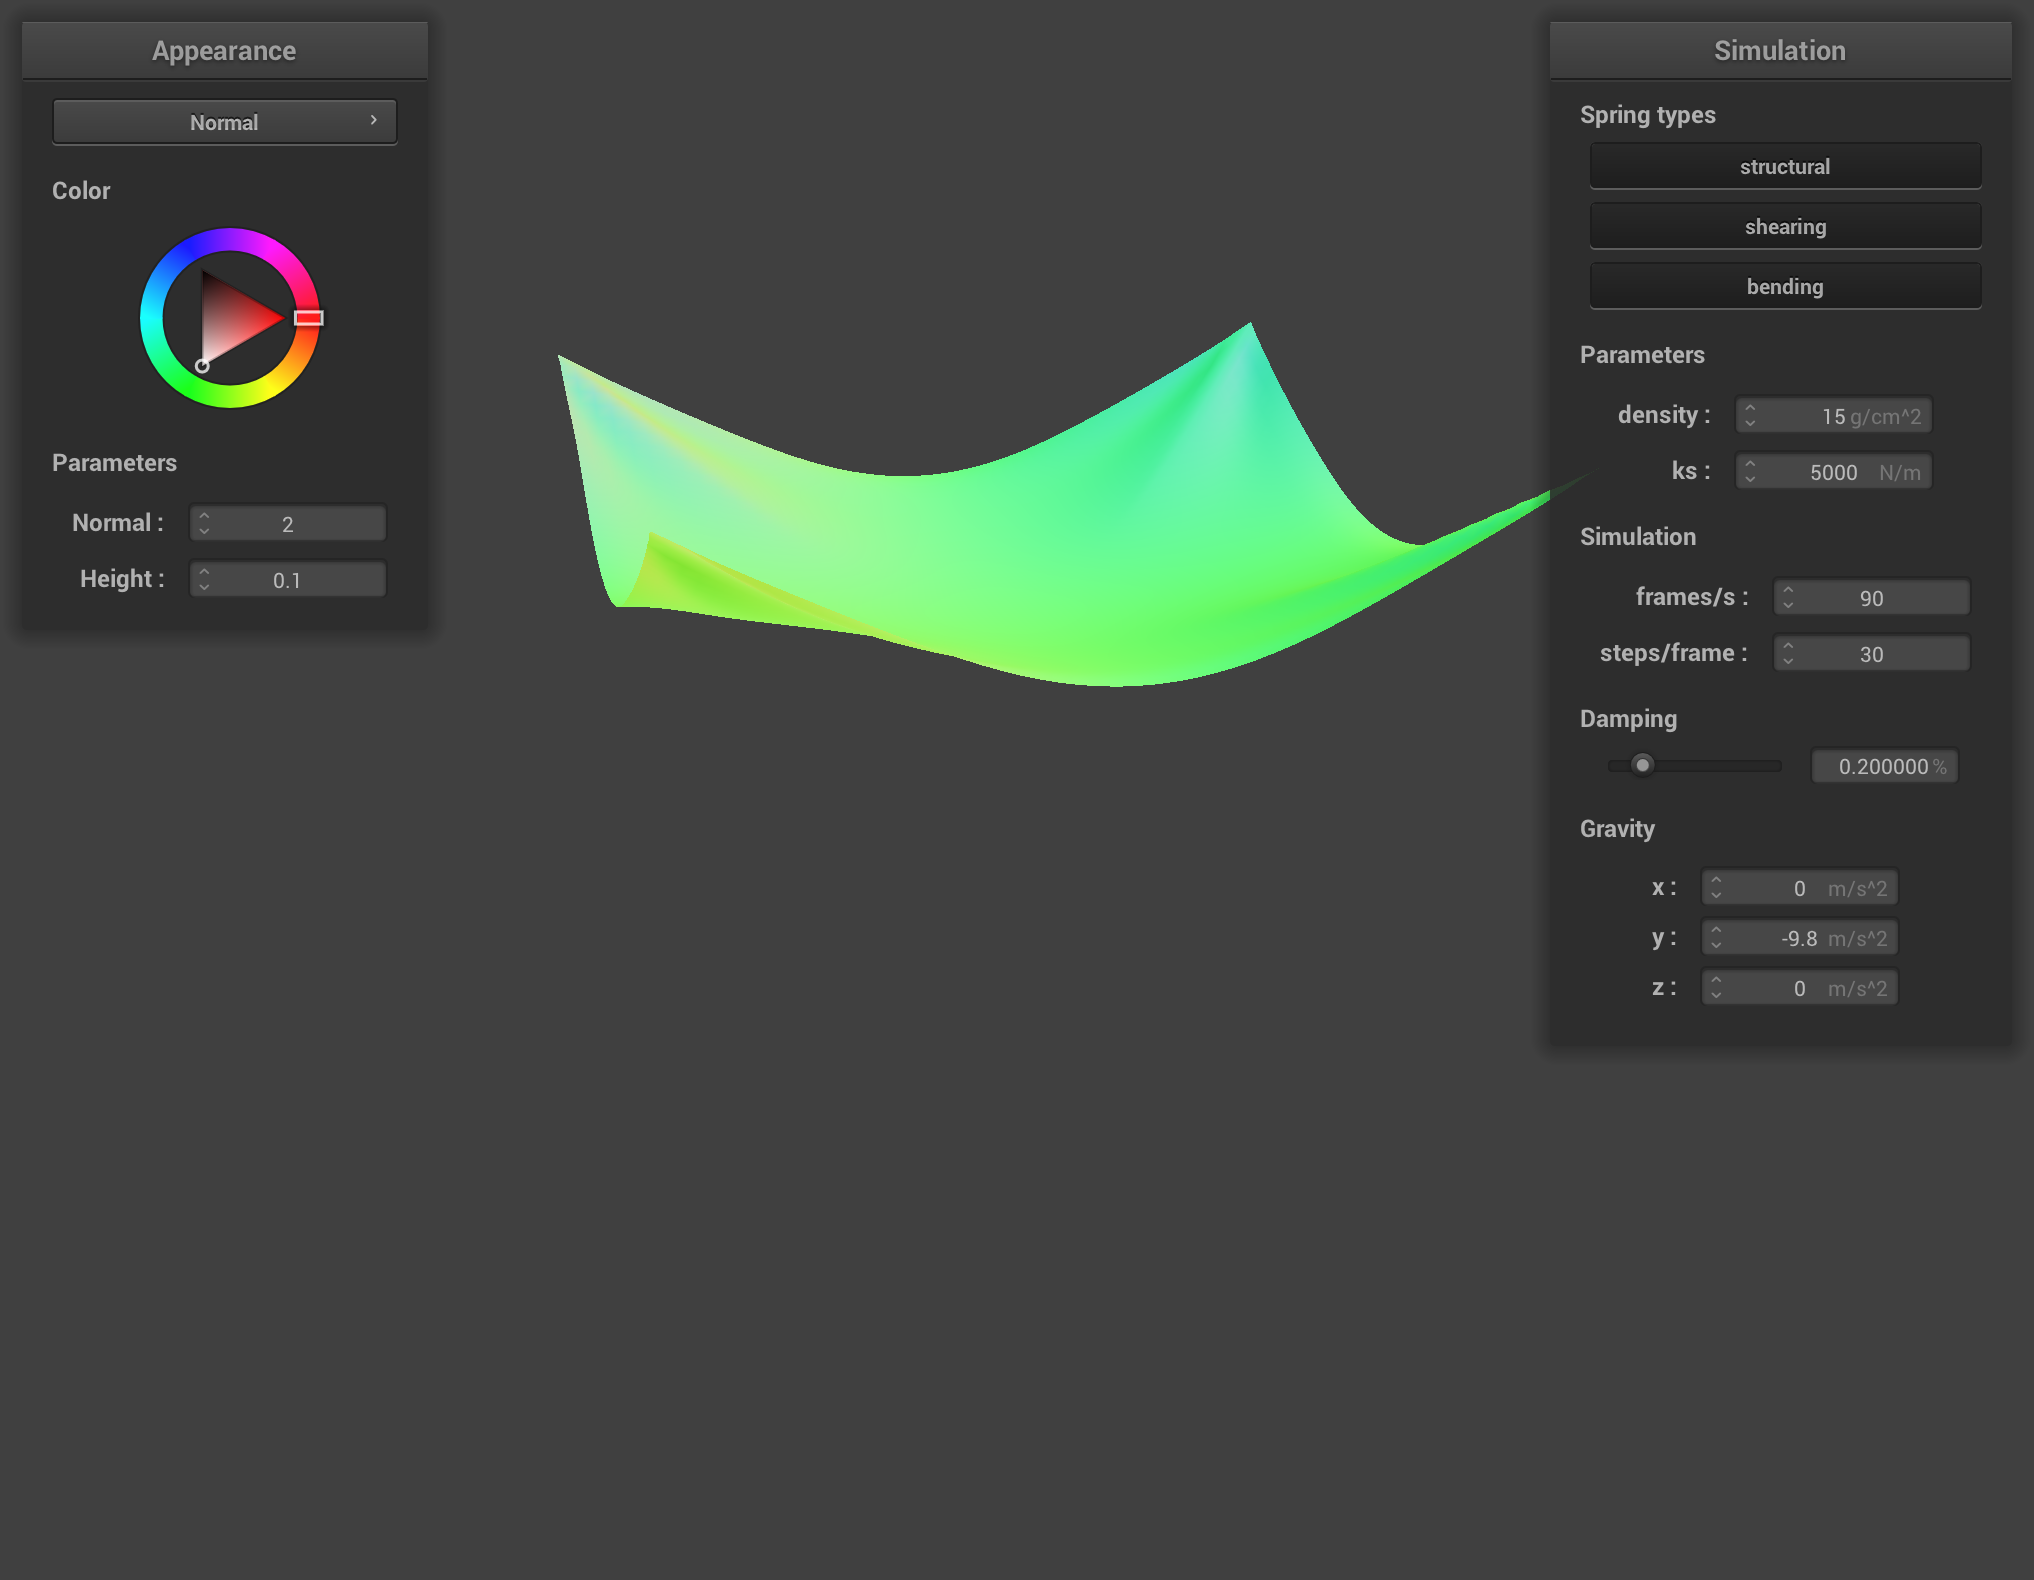 Appearance
Normal
Color
Parameters
Normal : 2
Height : 0.1
Simulation
Spring types
structural
shearing
bending
Parameters
density : 15 g/cm^2
ks : 5000 N/m
Simulation
frames/s : 90
steps/frame : 30
Damping
0.200000 %
Gravity
x : 0 m/s^2
y : -9.8 m/s^2
z : 0 m/s^2